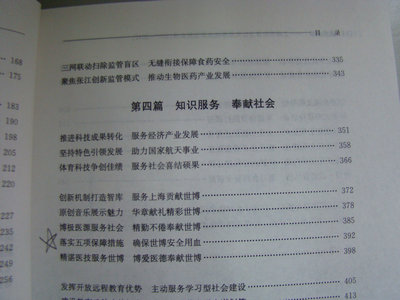 目 录
168
175
183
193
200
207
213
218
225
227
230
239
245
256
三网联动扫除监管盲区 无缝衔接保障食药安全 335
聚焦张江创新监管模式 推动生物医药产业发展 343
第四篇 知识服务 奉献社会
推进科技成果转化 服务经济产业发展 351
坚持特色引领发展 助力国家航天事业 358
体育科技争创佳绩 服务社会喜结硕果 366
创新机制打造智库 服务上海贡献世博 372
原创音乐展示魅力 华章献礼精彩世博 378
博极医源服务社会 精勤不倦奉献世博 385
落实五项保障措施 确保世博安全用血 392
精湛医技服务世博 博爱医德奉献世博 398
发挥开放远程教育优势 主动服务学习型社会建设 405
413